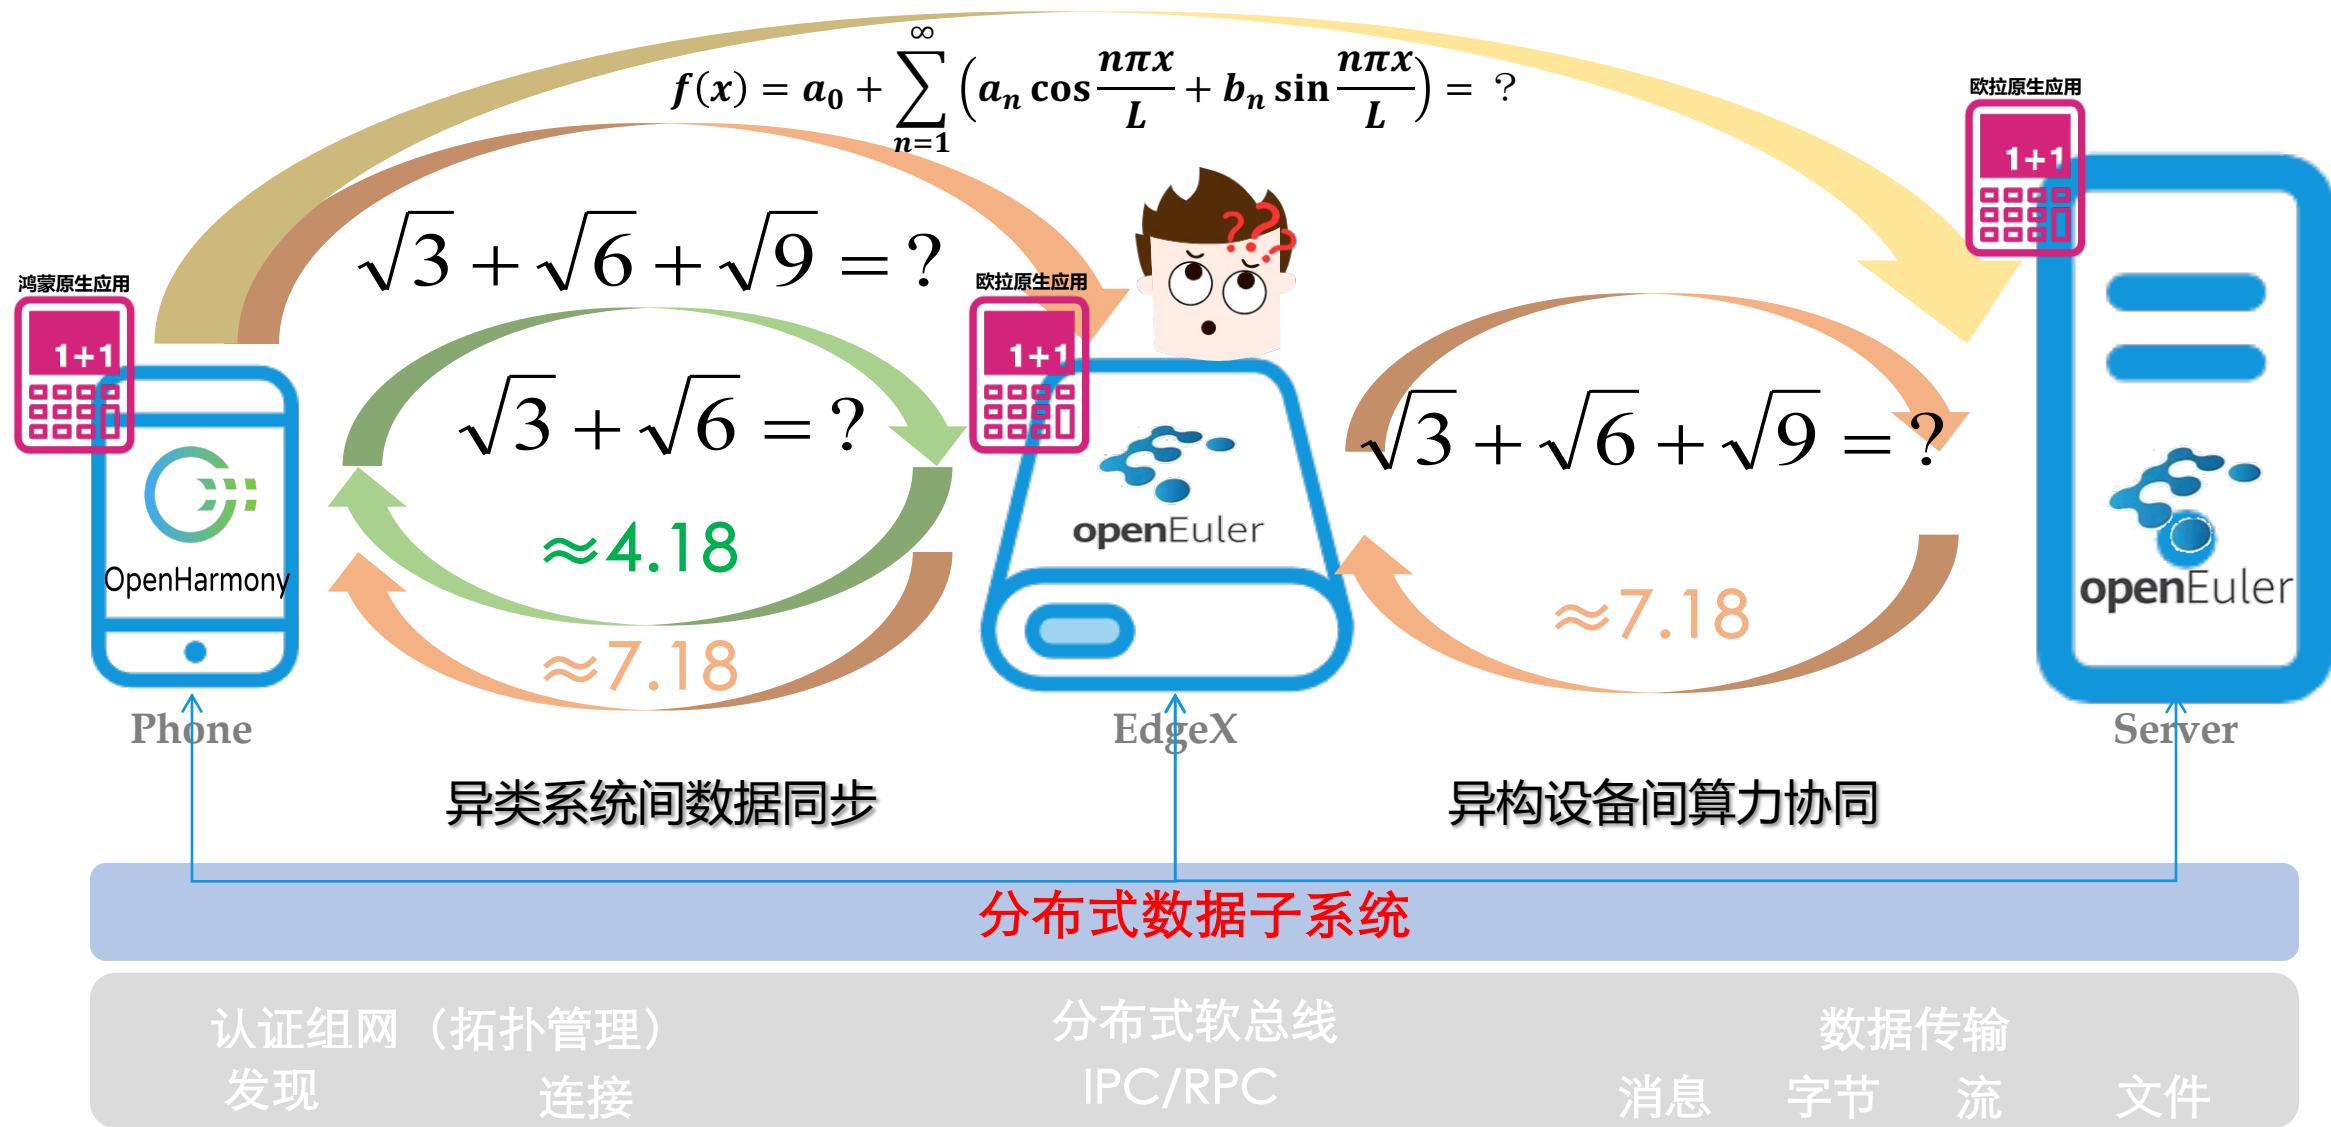 f(x) = a₀ + ∑_{n=1}^{∞} (aₙ cos nπx/L + bₙ sin nπx/L) = ?
欧拉原生应用
1+1
√3 + √6 + √9 = ?
鸿蒙原生应用
1+1
欧拉原生应用
1+1
???
√3 + √6 = ?
√3 + √6 + √9 = ?
≈4.18
OpenHarmony
openEuler
openEuler
≈7.18
≈7.18
Phone
EdgeX
Server
异类系统间数据同步
异构设备间算力协同
分布式数据子系统
认证组网（拓扑管理）
分布式软总线
数据传输
发现
连接
IPC/RPC
消息
字节
流
文件